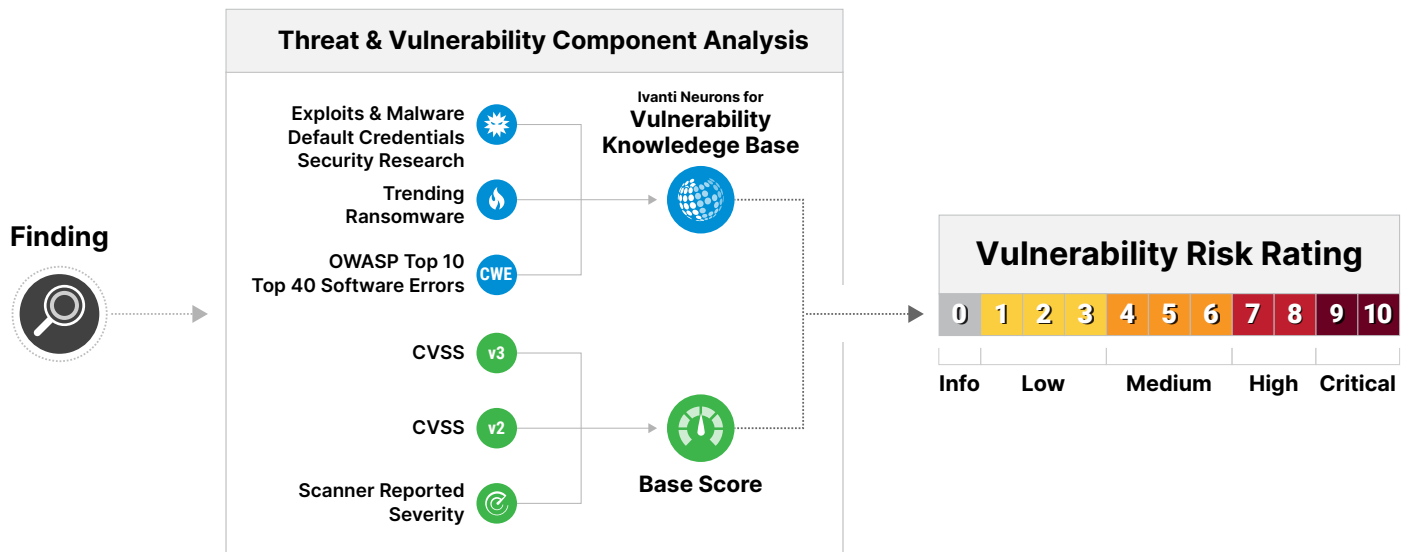 Threat & Vulnerability Component Analysis
Finding
Exploits & Malware
Default Credentials
Security Research
Trending
Ransomware
OWASP Top 10
Top 40 Software Errors
CWE
CVSS
v3
CVSS
v2
Scanner Reported
Severity
Ivanti Neurons for
Vulnerability
Knowledege Base
Base Score
Vulnerability Risk Rating
0 1 2 3 4 5 6 7 8 9 10
Info Low Medium High Critical